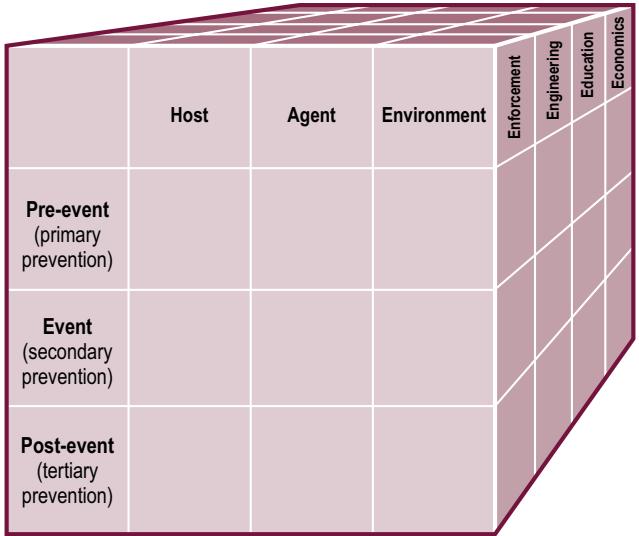 Host
Agent
Environment
Enforcement
Engineering
Education
Economics
Pre-event
(primary
prevention)
Event
(secondary
prevention)
Post-event
(tertiary
prevention)